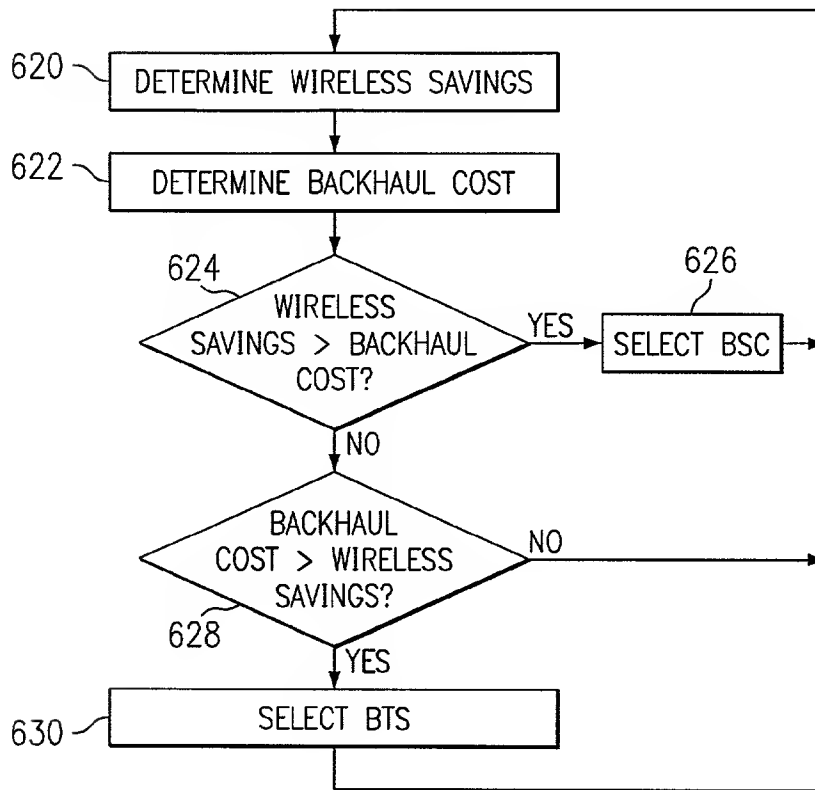 620
DETERMINE WIRELESS SAVINGS
622
DETERMINE BACKHAUL COST
624
WIRELESS
SAVINGS > BACKHAUL
COST?
YES
626
SELECT BSC
NO
BACKHAUL
COST > WIRELESS
SAVINGS?
NO
628
YES
630
SELECT BTS